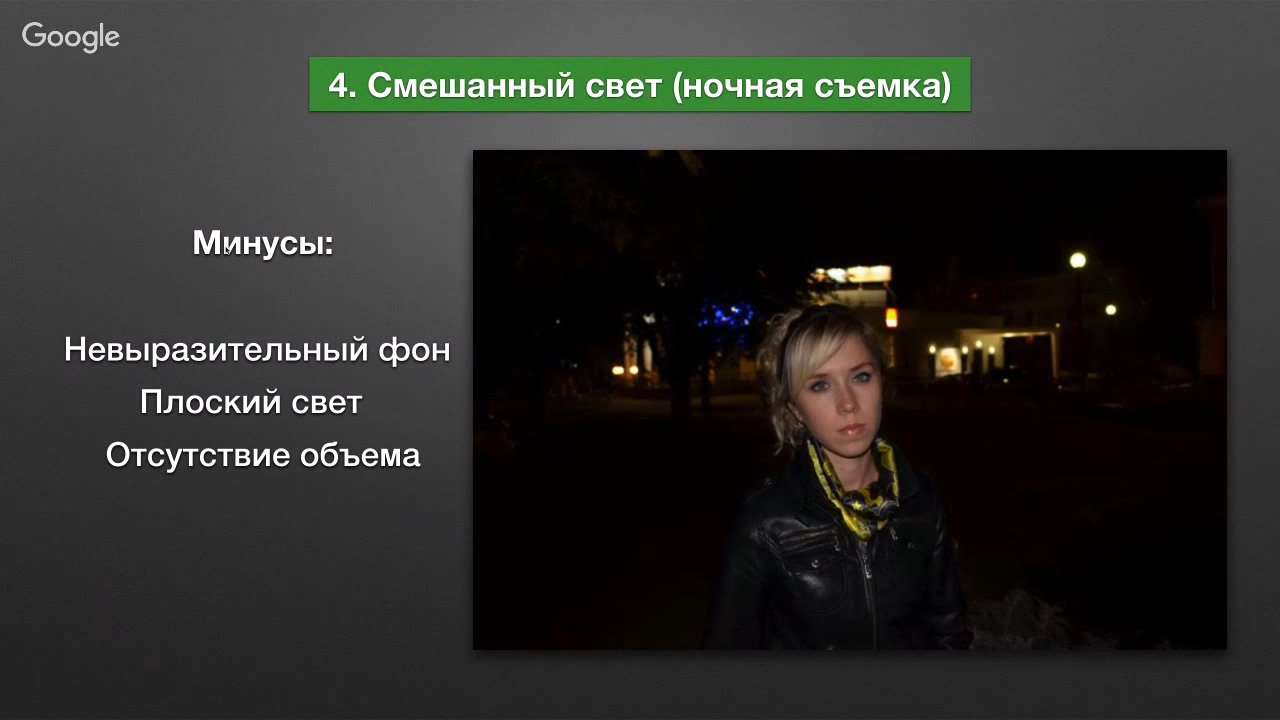 Google
4. Смешанный свет (ночная съемка)
Минусы:
Невыразительный фон
Плоский свет
Отсутствие объема